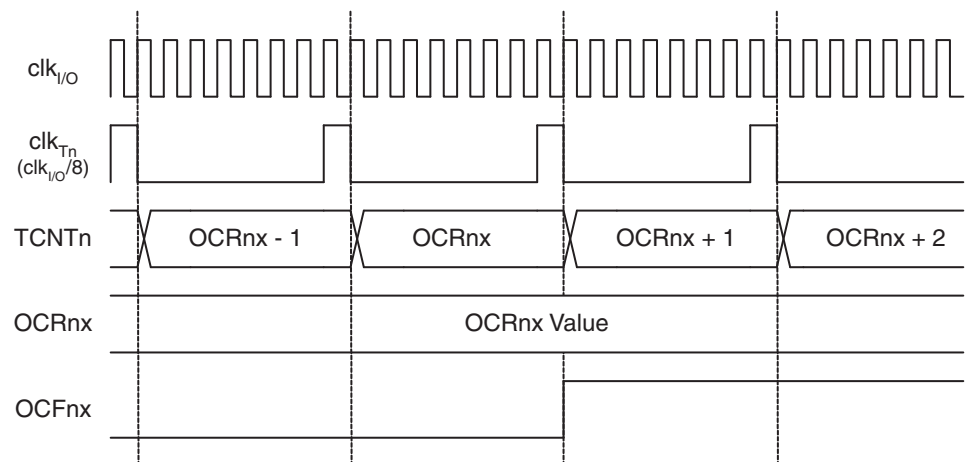 clkI/O
clkTn
(clkI/O/8)
TCNTn
OCRnx - 1
OCRnx
OCRnx + 1
OCRnx + 2
OCRnx
OCRnx Value
OCFnx